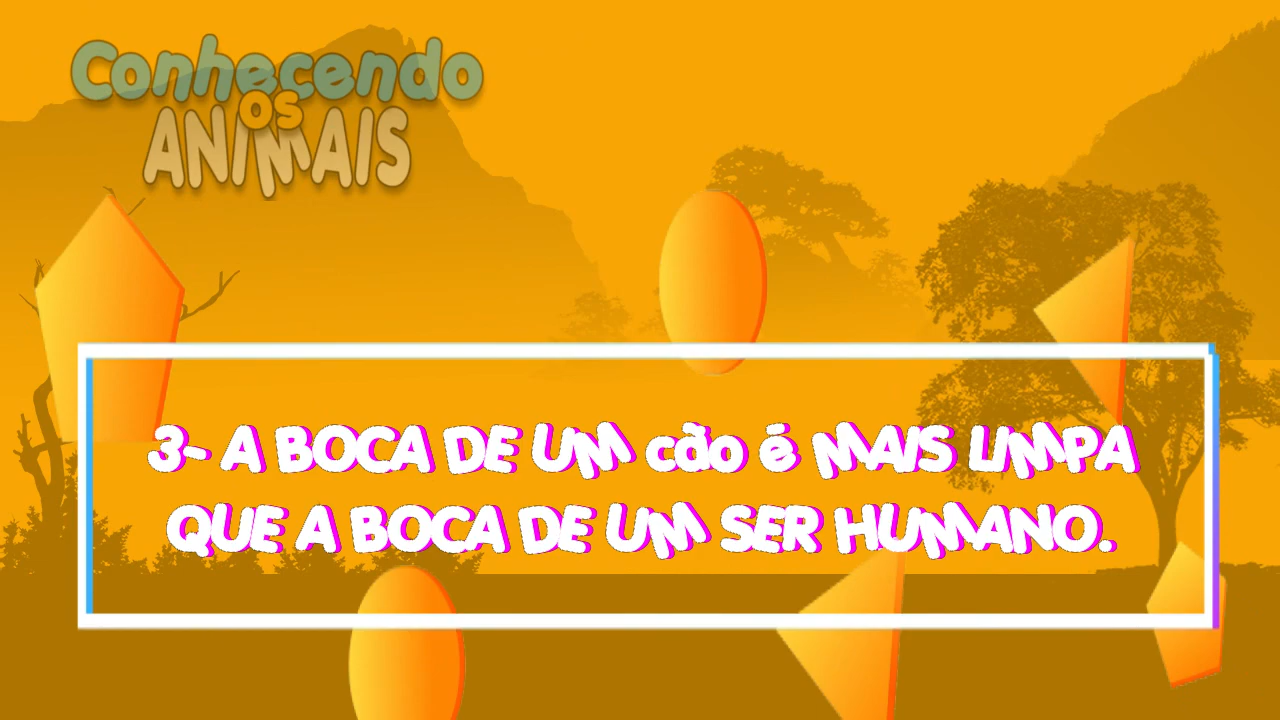 Conhecendo
os
ANIMAIS
3- A BOCA DE UM cão é MAIS LIMPA
QUE A BOCA DE UM SER HUMANO.